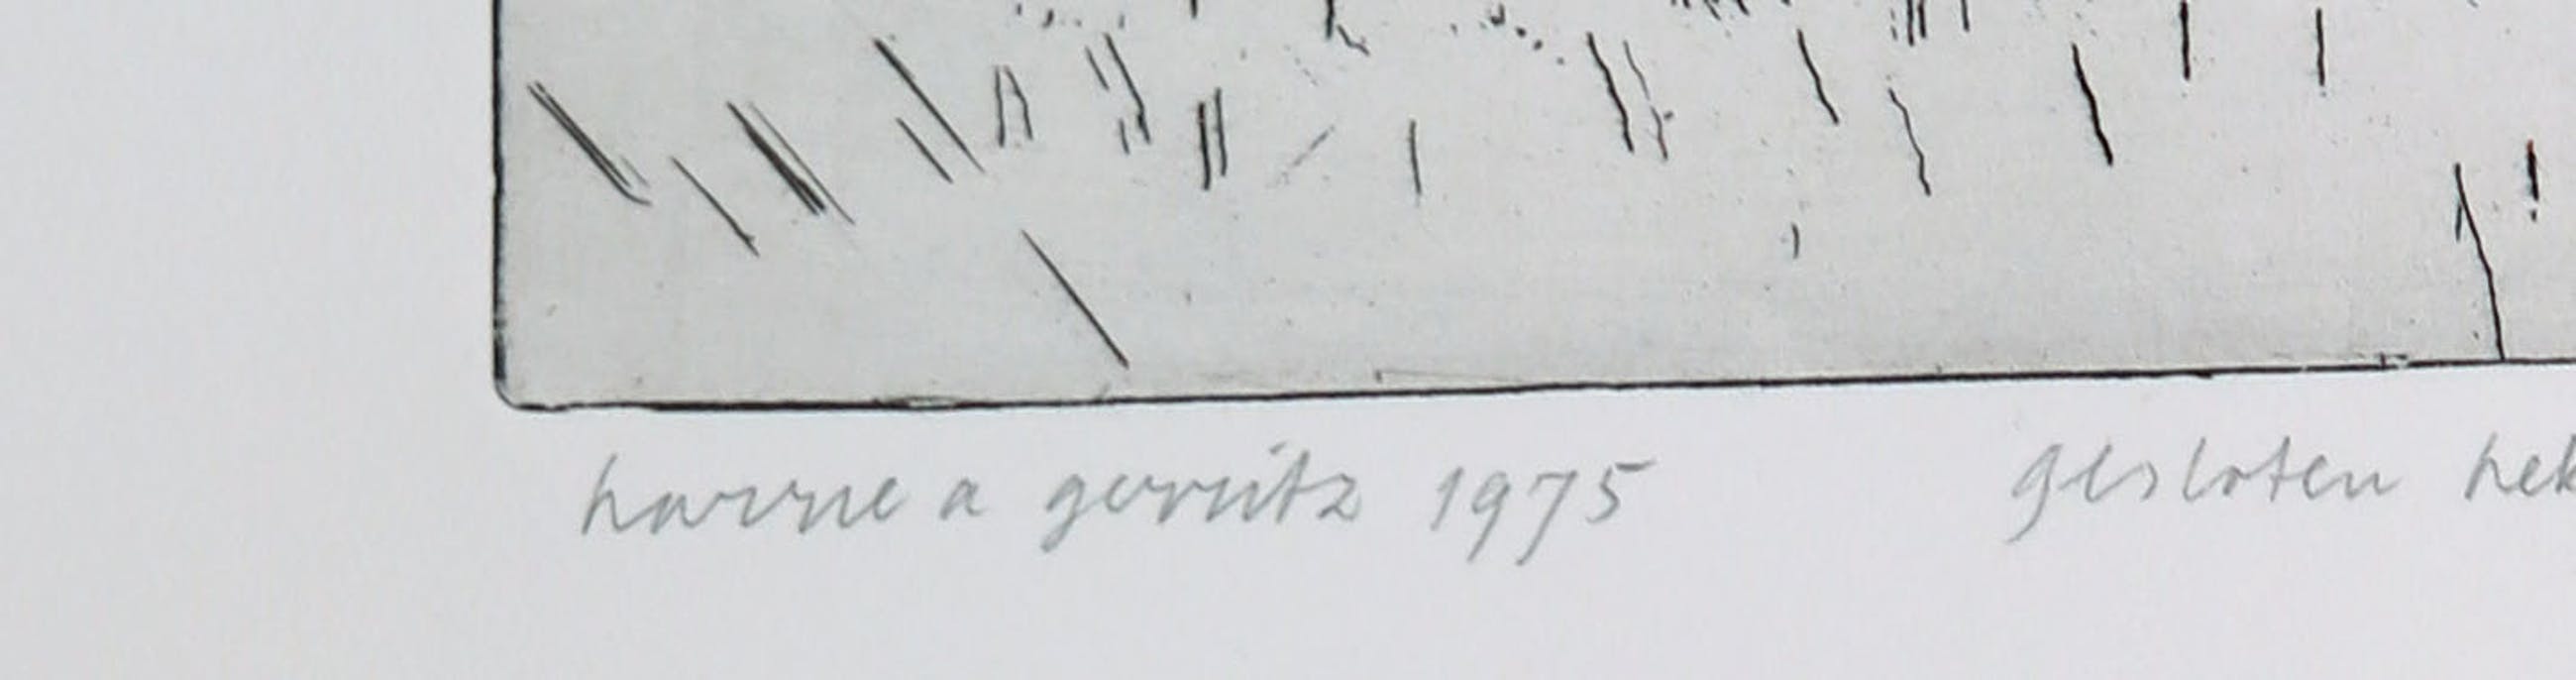 harrie a gerritz 1975 gesloten hek